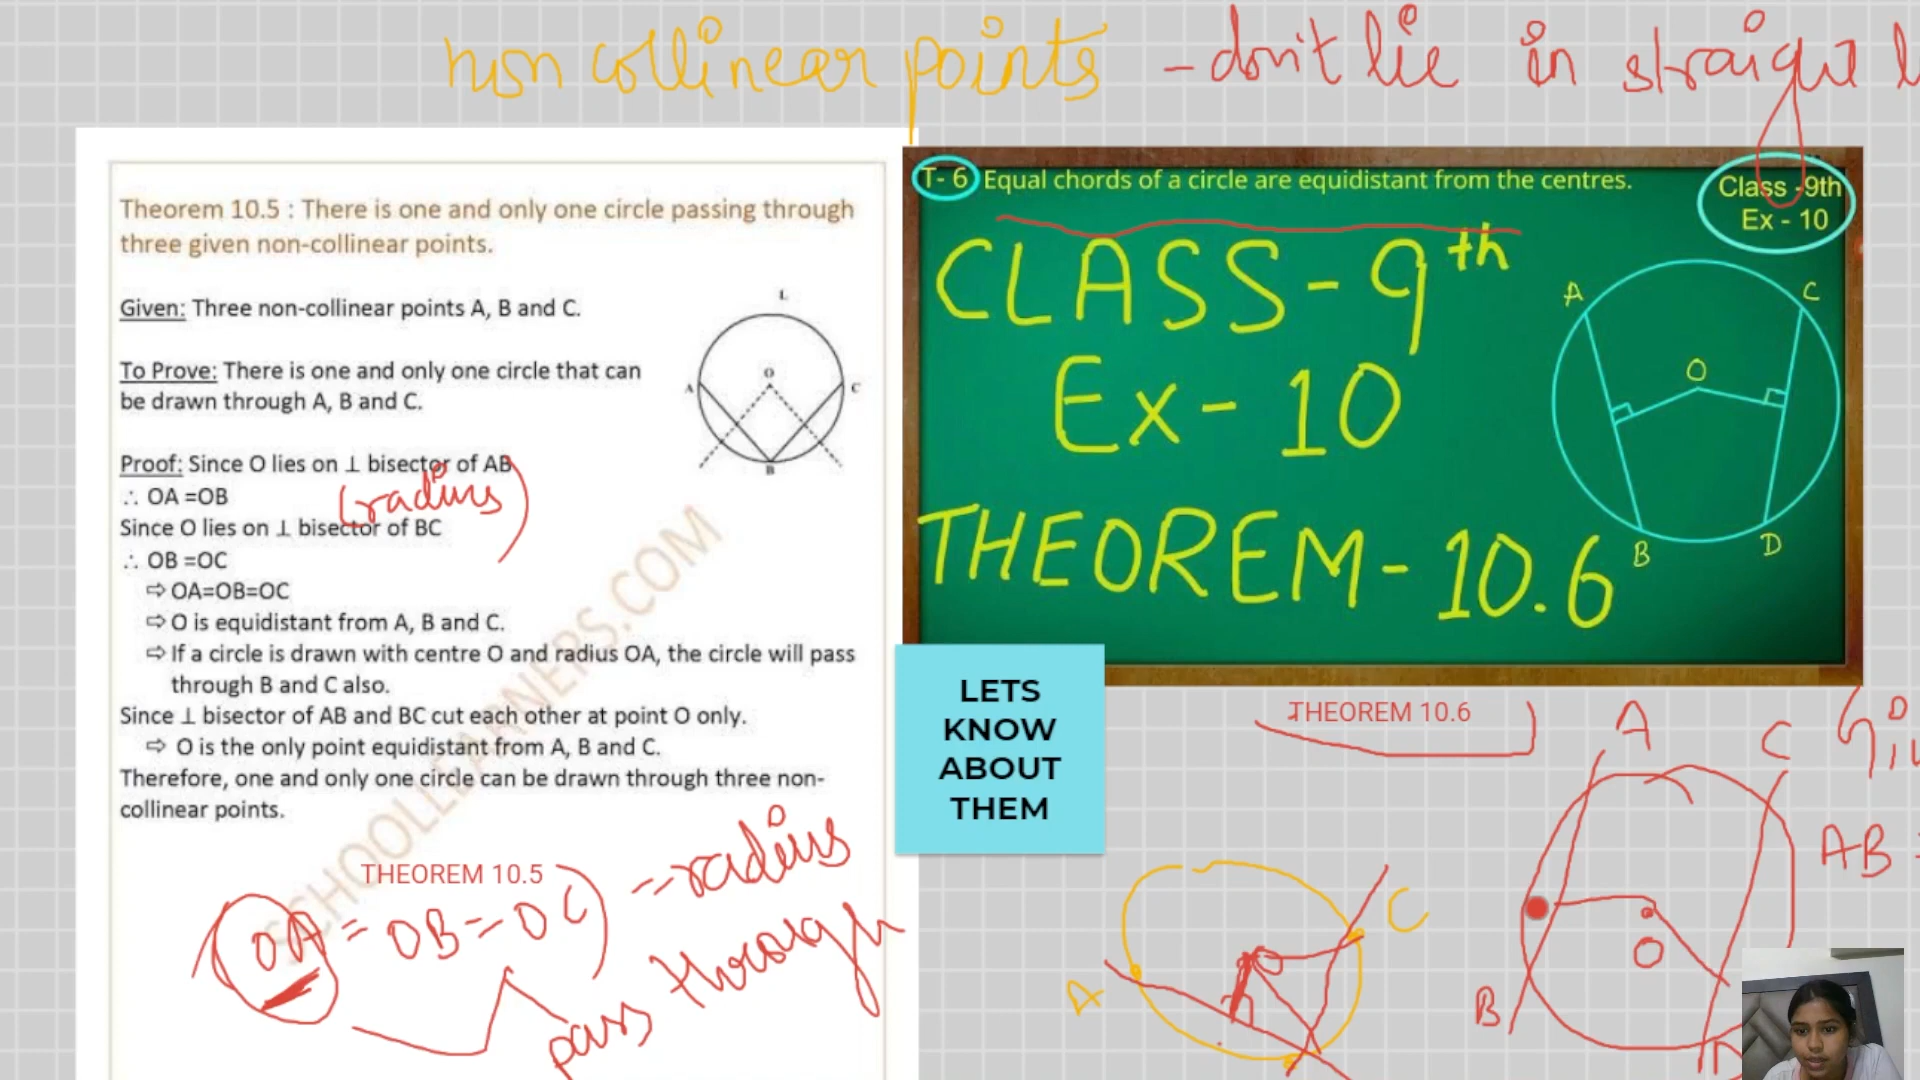 non collinear points - don't lie in straight l
Theorem 10.5 : There is one and only one circle passing through
three given non-collinear points.
Given: Three non-collinear points A, B and C.
To Prove: There is one and only one circle that can
be drawn through A, B and C.
L
O
A
C
B
Proof: Since O lies on ⊥ bisector of AB
∴ OA =OB
(radius)
Since O lies on ⊥ bisector of BC
∴ OB =OC
⇨ OA=OB=OC
⇨ O is equidistant from A, B and C.
⇨ If a circle is drawn with centre O and radius OA, the circle will pass
through B and C also.
Since ⊥ bisector of AB and BC cut each other at point O only.
⇨ O is the only point equidistant from A, B and C.
Therefore, one and only one circle can be drawn through three non-
collinear points.
SCHOOLLEARNERS.COM
THEOREM 10.5
OA = OB = OC) - radius
pass through
T- 6 Equal chords of a circle are equidistant from the centres.
Class -9th
Ex - 10
CLASS - 9th
Ex - 10
THEOREM - 10.6
A
C
O
B
D
LETS
KNOW
ABOUT
THEM
THEOREM 10.6
A
C
AB
O
B
C
A